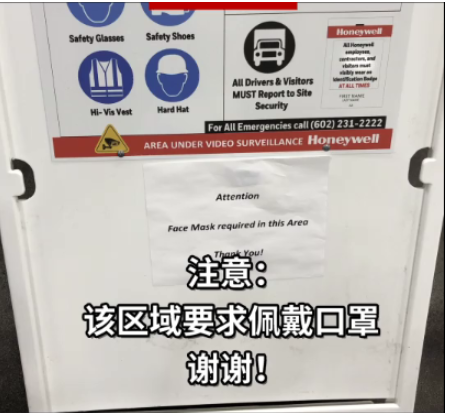 Safety Glasses
Safety Shoes
Hi-Vis Vest
Hard Hat
All Drivers & Visitors
MUST Report to Site
Security
Honeywell
All Honeywell
employees,
contractors, and
visitors must
visibly wear an
Identification Badge
AT ALL TIMES
FIRST NAME
For All Emergencies call (602) 231-2222
AREA UNDER VIDEO SURVEILLANCE Honeywell
Attention
Face Mask required in this Area
Thank You!
注意：
该区域要求佩戴口罩
谢谢！